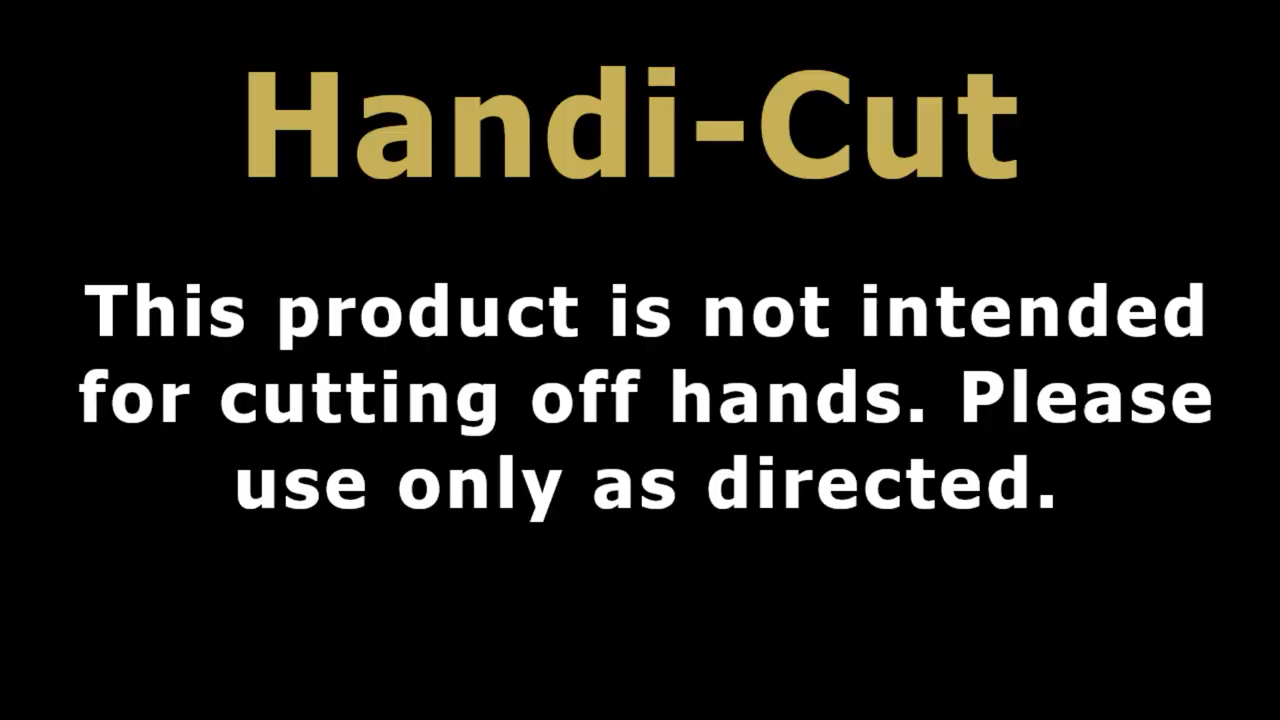 Handi-Cut
This product is not intended
for cutting off hands. Please
use only as directed.